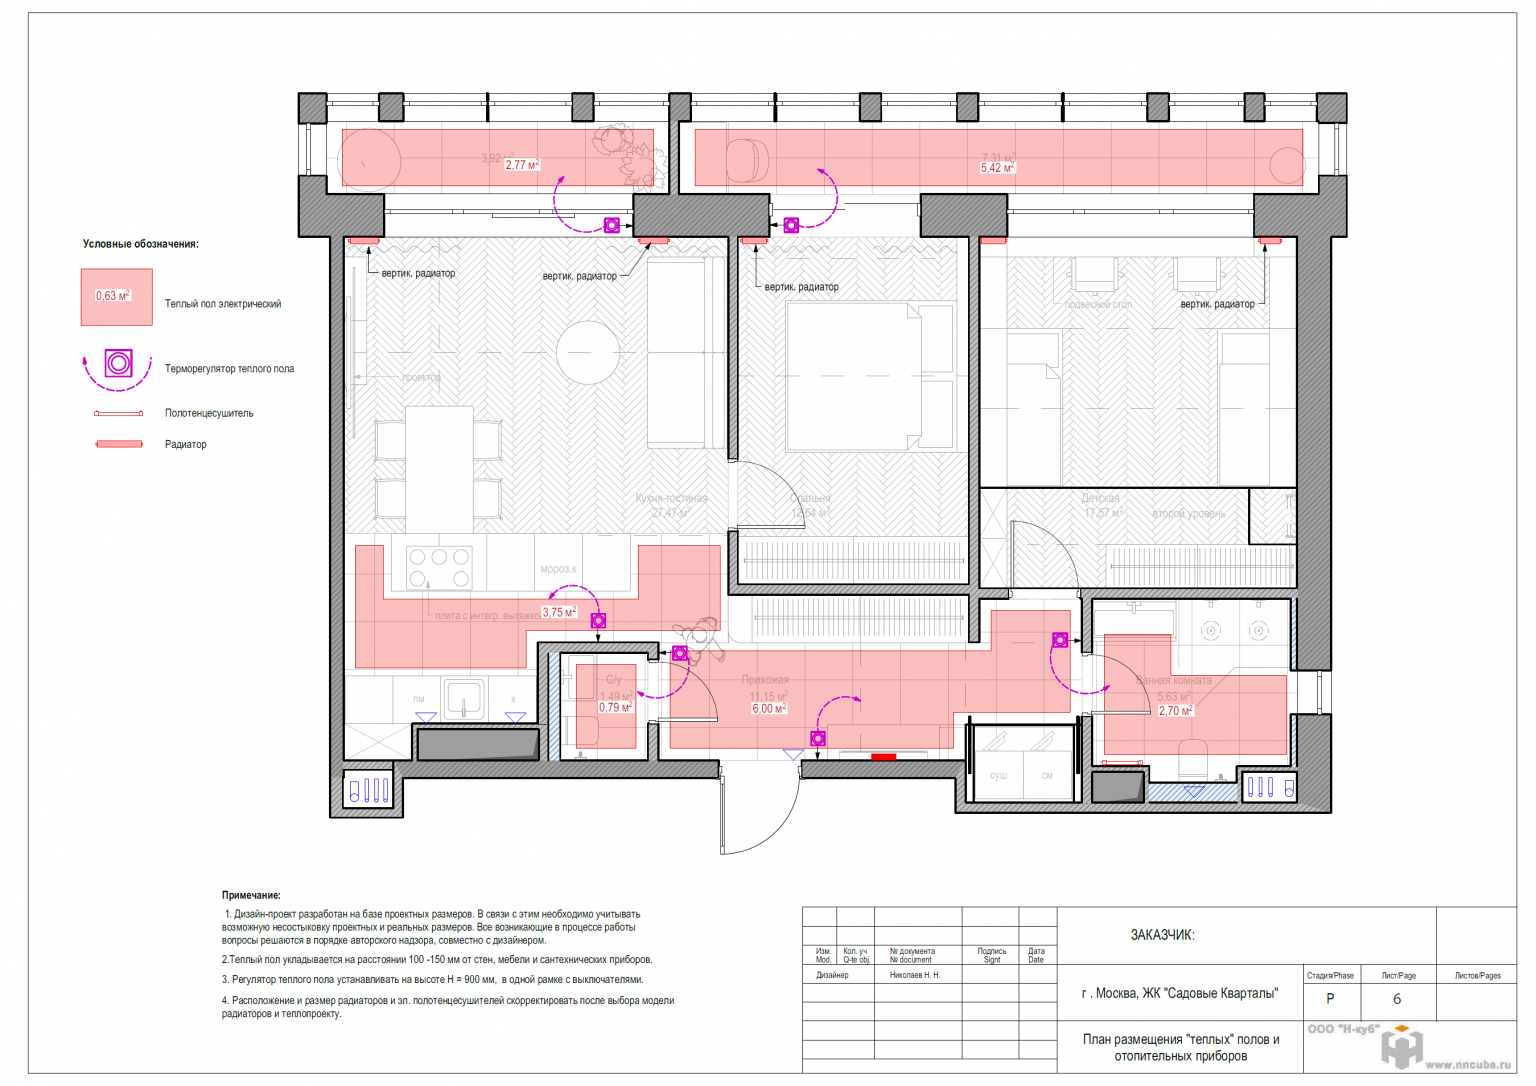 3,92 м²
2,77 м²
7,31 м²
5,42 м²
Условные обозначения:
0,63 м²
Теплый пол электрический
Терморегулятор теплого пола
Полотенцесушитель
Радиатор
вертик. радиатор
вертик. радиатор
вертик. радиатор
вертик. радиатор
подвесной стол
проектор
Кухня-гостиная
27,47 м²
Спальня
12,64 м²
Детская
17,57 м²
второй уровень
мороз.к
плита с интегр. вытяжкой
3,75 м²
пм
х
С/у
1,49 м²
0,79 м²
Прихожая
11,15 м²
6,00 м²
Ванная комната
5,63 м²
2,70 м²
суш
см
Примечание:
1. Дизайн-проект разработан на базе проектных размеров. В связи с этим необходимо учитывать
возможную несостыковку проектных и реальных размеров. Все возникающие в процессе работы
вопросы решаются в порядке авторского надзора, совместно с дизайнером.
2.Теплый пол укладывается на расстоянии 100 -150 мм от стен, мебели и сантехнических приборов.
3. Регулятор теплого пола устанавливать на высоте Н = 900 мм, в одной рамке с выключателями.
4. Расположение и размер радиаторов и эл. полотенцесушителей скорректировать после выбора модели
радиаторов и теплопроекту.
Изм. Кол. уч № документа Подпись Дата
Mod. Q-te obj. № document Signt Date
Дизайнер Николаев Н. Н.
ЗАКАЗЧИК:
г . Москва, ЖК "Садовые Кварталы"
Стадия/Phase Лист/Page Листов/Pages
Р 6
План размещения "теплых" полов и
отопительных приборов
ООО "Н-куб"
www.nncube.ru